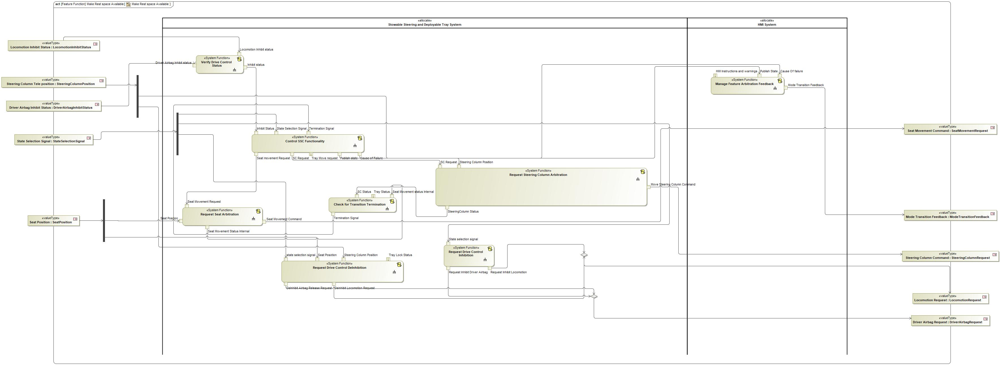 act [Feature Function] Make Rest space Available [ Make Rest space Available ]
«allocate»
Stowable Steering and Deployable Tray System
«allocate»
HMI System
«valueType»
Locomotion Inhibit Status : LocomotionInhibitStatus
Locomotion Inhibit status
«System Function»
Verify Drive Control
Status
Driver Airbag Inhibit status
Inhibit status
«valueType»
Steering Column Tele position : SteeringColumnPosition
«valueType»
Driver Airbag Inhibit Status : DriverAirbagInhibitStatus
HMI Instructions and warnings
Publish State
Cause Of failure
«System Function»
Manage Feature Arbitration Feedback
Mode Transition Feedback
«valueType»
State Selection Signal : StateSelectionSignal
Inhibit Status
State Selection Signal
Termination Signal
«System Function»
Control SSC Functionality
Seat movement Request
SC Request
Tray Move request
Publish state
Cause of Failure
«valueType»
Seat Movement Command : SeatMovementRequest
SC Request
Steering Column Position
«System Function»
Request Steering Column Arbitration
Move Steering Column Command
SteeringColumn Status
SC Status
Tray Status
Seat Movement status Internal
«System Function»
Check for Transition Termination
Termination Signal
Seat Movement Request
«System Function»
Request Seat Arbitration
Seat Position
Seat Movement Command
Seat Movement Status Internal
«valueType»
Seat Position : SeatPosition
«valueType»
Mode Transition Feedback : ModeTransitionFeedback
State selection signal
«System Function»
Request Drive Control
Inhibition
Request Inhibit Driver Airbag
Request Inhibit Locomotion
state selection signal
Seat Posotion
Steering Column Position
Tray Lock Status
«System Function»
Request Drive Control DeInhibition
DeInhibit Airbag Release Request
Deinhibit Locomotion Request
«valueType»
Steering Column Command : SteeringColumnRequest
«valueType»
Locomotion Request : LocomotionRequest
«valueType»
Driver Airbag Request : DriverAirbagRequest